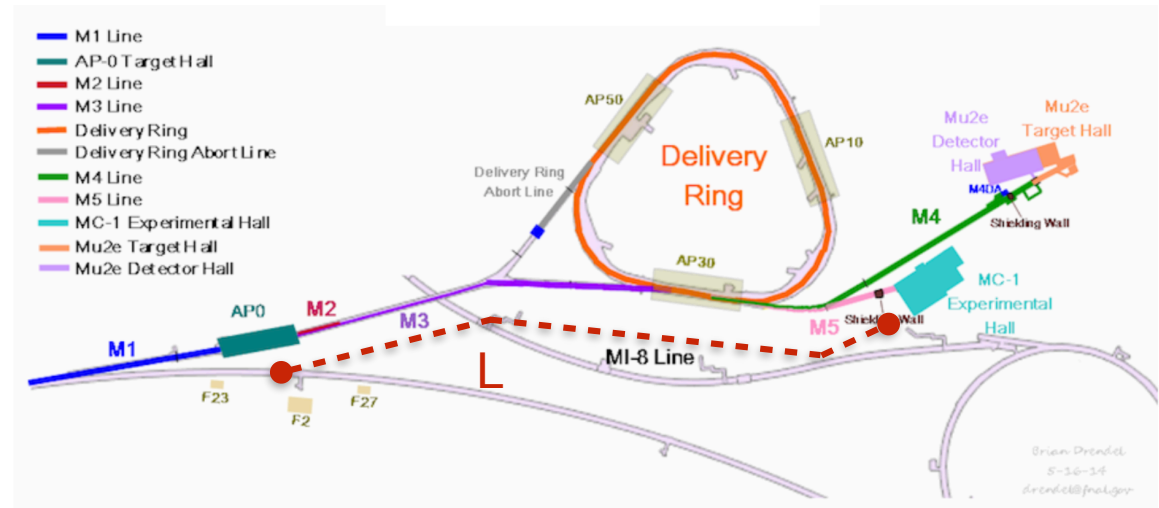 M1 Line
AP-0 Target Hall
M2 Line
M3 Line
Delivery Ring
Delivery Ring Abort Line
M4 Line
M5 Line
MC-1 Experimental Hall
Mu2e Target Hall
Mu2e Detector Hall
AP50
AP10
Delivery
Ring
Delivery Ring
Abort Line
AP30
Mu2e
Detector
Hall
Mu2e
Target Hall
M4DA
Shielding Wall
M4
MC-1
Experimental
Hall
M5
Shielding Wall
AP0
M2
M3
M1
MI-8 Line
L
F23
F27
F2
Brian Drendel
5-16-14
drendel@fnal.gov